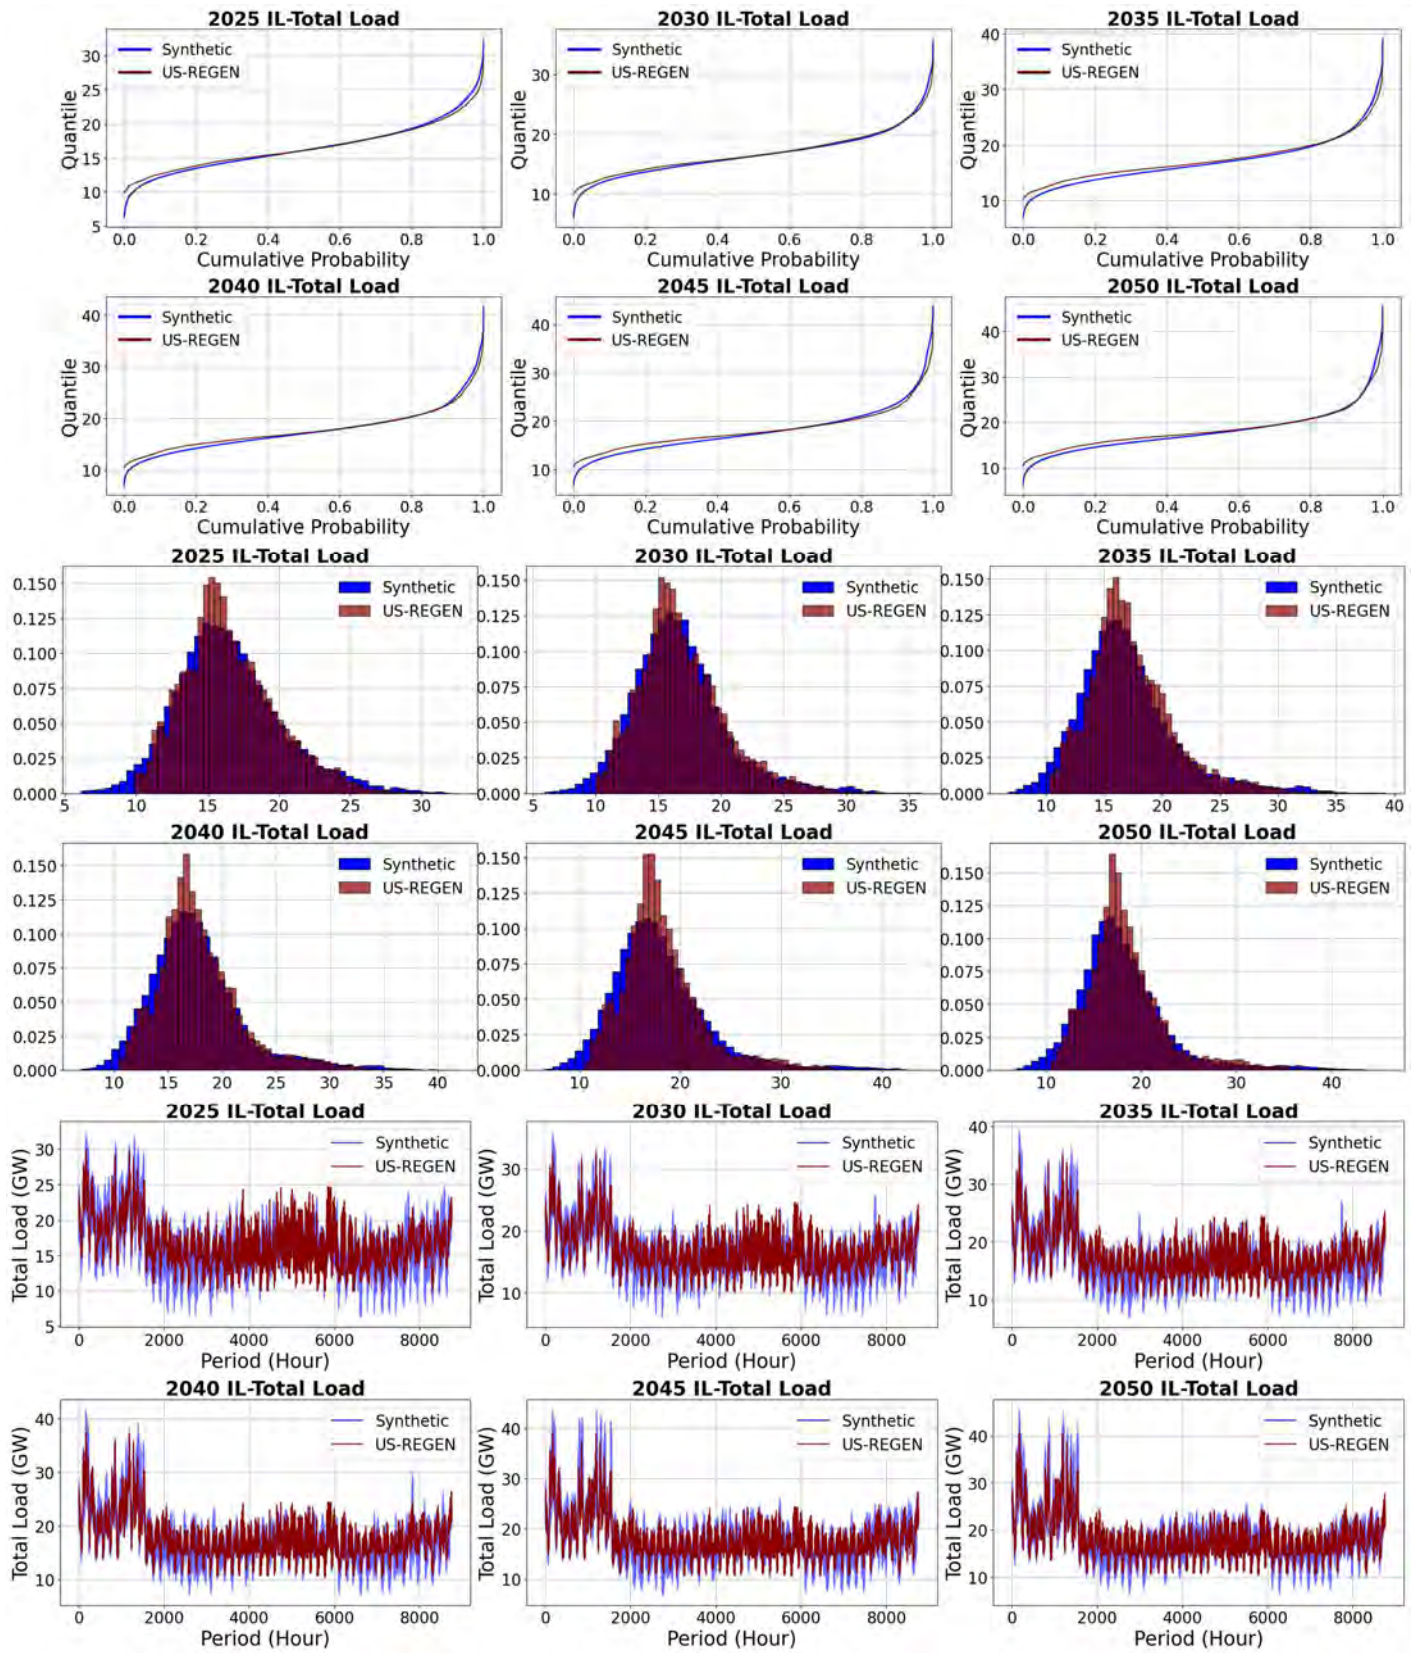 2025 IL-Total Load 2030 IL-Total Load 2035 IL-Total Load
Quantile
30
25
20
15
10
5
Synthetic
US-REGEN
0.0 0.2 0.4 0.6 0.8 1.0
Cumulative Probability
30
20
10
Synthetic
US-REGEN
0.0 0.2 0.4 0.6 0.8 1.0
Cumulative Probability
Quantile
40
30
20
10
Synthetic
US-REGEN
0.0 0.2 0.4 0.6 0.8 1.0
Cumulative Probability
Quantile
2040 IL-Total Load 2045 IL-Total Load 2050 IL-Total Load
Quantile
40
30
20
10
Synthetic
US-REGEN
0.0 0.2 0.4 0.6 0.8 1.0
Cumulative Probability
Quantile
40
30
20
10
Synthetic
US-REGEN
0.0 0.2 0.4 0.6 0.8 1.0
Cumulative Probability
Quantile
40
30
20
10
Synthetic
US-REGEN
0.0 0.2 0.4 0.6 0.8 1.0
Cumulative Probability
2025 IL-Total Load 2030 IL-Total Load 2035 IL-Total Load
0.150
0.125
0.100
0.075
0.050
0.025
0.000
Synthetic
US-REGEN
5 10 15 20 25 30
0.150
0.125
0.100
0.075
0.050
0.025
0.000
Synthetic
US-REGEN
5 10 15 20 25 30 35
0.150
0.125
0.100
0.075
0.050
0.025
0.000
Synthetic
US-REGEN
10 15 20 25 30 35 40
2040 IL-Total Load 2045 IL-Total Load 2050 IL-Total Load
0.150
0.125
0.100
0.075
0.050
0.025
0.000
Synthetic
US-REGEN
10 15 20 25 30 35 40
0.150
0.125
0.100
0.075
0.050
0.025
0.000
Synthetic
US-REGEN
10 20 30 40
0.150
0.125
0.100
0.075
0.050
0.025
0.000
Synthetic
US-REGEN
10 20 30 40
2025 IL-Total Load 2030 IL-Total Load 2035 IL-Total Load
Total Load (GW)
30
25
20
15
10
5
Synthetic
US-REGEN
0 2000 4000 6000 8000
Period (Hour)
Total Load (GW)
30
20
10
Synthetic
US-REGEN
0 2000 4000 6000 8000
Period (Hour)
Total Load (GW)
40
30
20
10
Synthetic
US-REGEN
0 2000 4000 6000 8000
Period (Hour)
2040 IL-Total Load 2045 IL-Total Load 2050 IL-Total Load
Total Load (GW)
40
30
20
10
Synthetic
US-REGEN
0 2000 4000 6000 8000
Period (Hour)
Total Load (GW)
40
30
20
10
Synthetic
US-REGEN
0 2000 4000 6000 8000
Period (Hour)
Total Load (GW)
40
30
20
10
Synthetic
US-REGEN
0 2000 4000 6000 8000
Period (Hour)